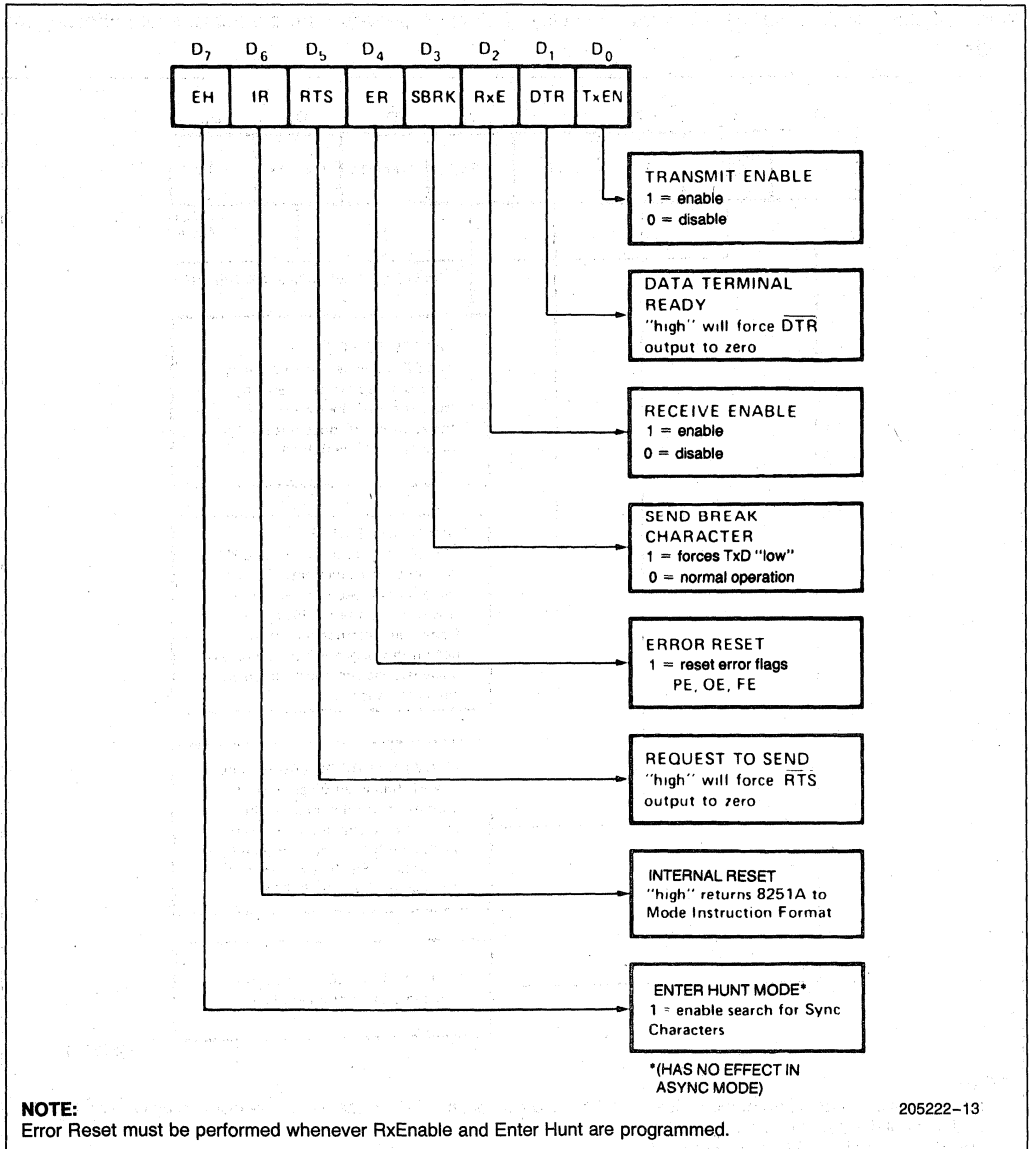 D7 D6 D5 D4 D3 D2 D1 D0
EH IR RTS ER SBRK RxE DTR TxEN
TRANSMIT ENABLE
1 = enable
0 = disable
DATA TERMINAL
READY
"high" will force D̅T̅R̅
output to zero
RECEIVE ENABLE
1 = enable
0 = disable
SEND BREAK
CHARACTER
1 = forces TxD "low"
0 = normal operation
ERROR RESET
1 = reset error flags
PE, OE, FE
REQUEST TO SEND
"high" will force R̅T̅S̅
output to zero
INTERNAL RESET
"high" returns 8251A to
Mode Instruction Format
ENTER HUNT MODE*
1 = enable search for Sync
Characters
*(HAS NO EFFECT IN
ASYNC MODE)
205222–13
NOTE:
Error Reset must be performed whenever RxEnable and Enter Hunt are programmed.